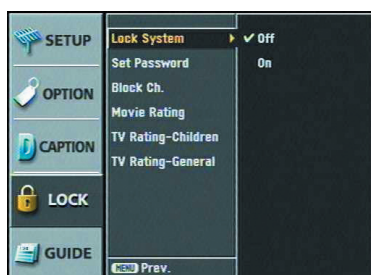 SETUP
OPTION
CAPTION
LOCK
GUIDE
Lock System
Set Password
Block Ch.
Movie Rating
TV Rating-Children
TV Rating-General
MENU Prev.
Off
On